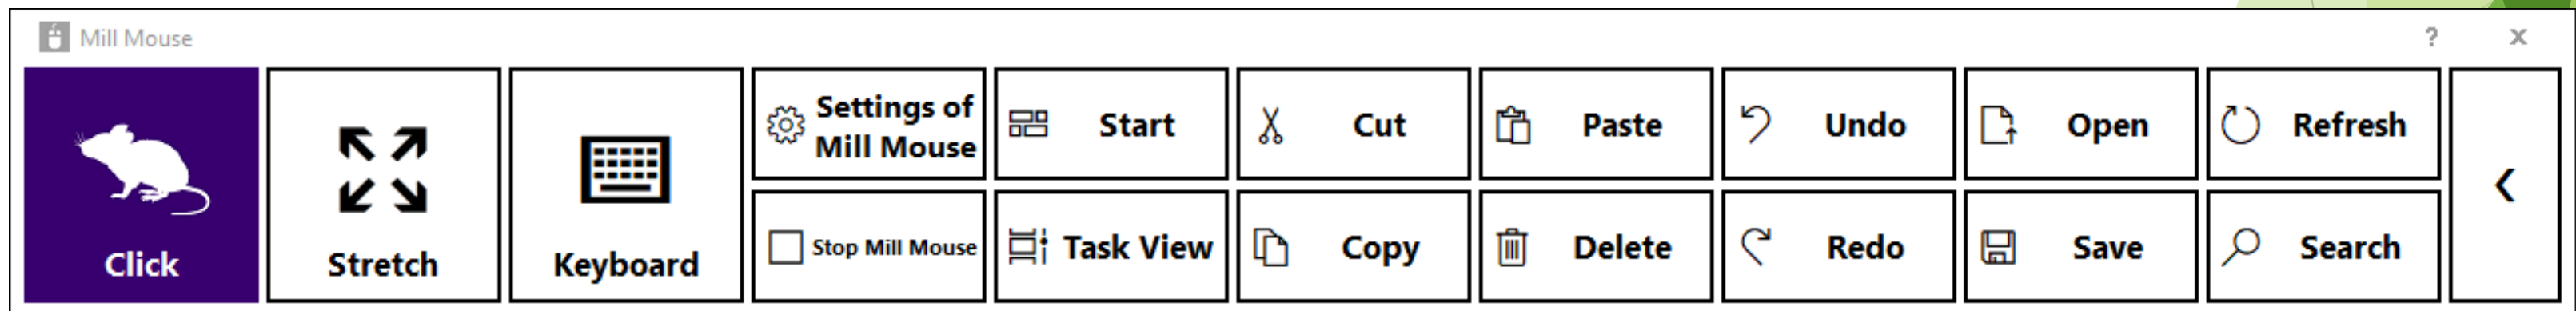 Mill Mouse
? x
Click
Stretch
Keyboard
Settings of
Mill Mouse
Stop Mill Mouse
Start
Task View
Cut
Copy
Paste
Delete
Undo
Redo
Open
Save
Refresh
Search